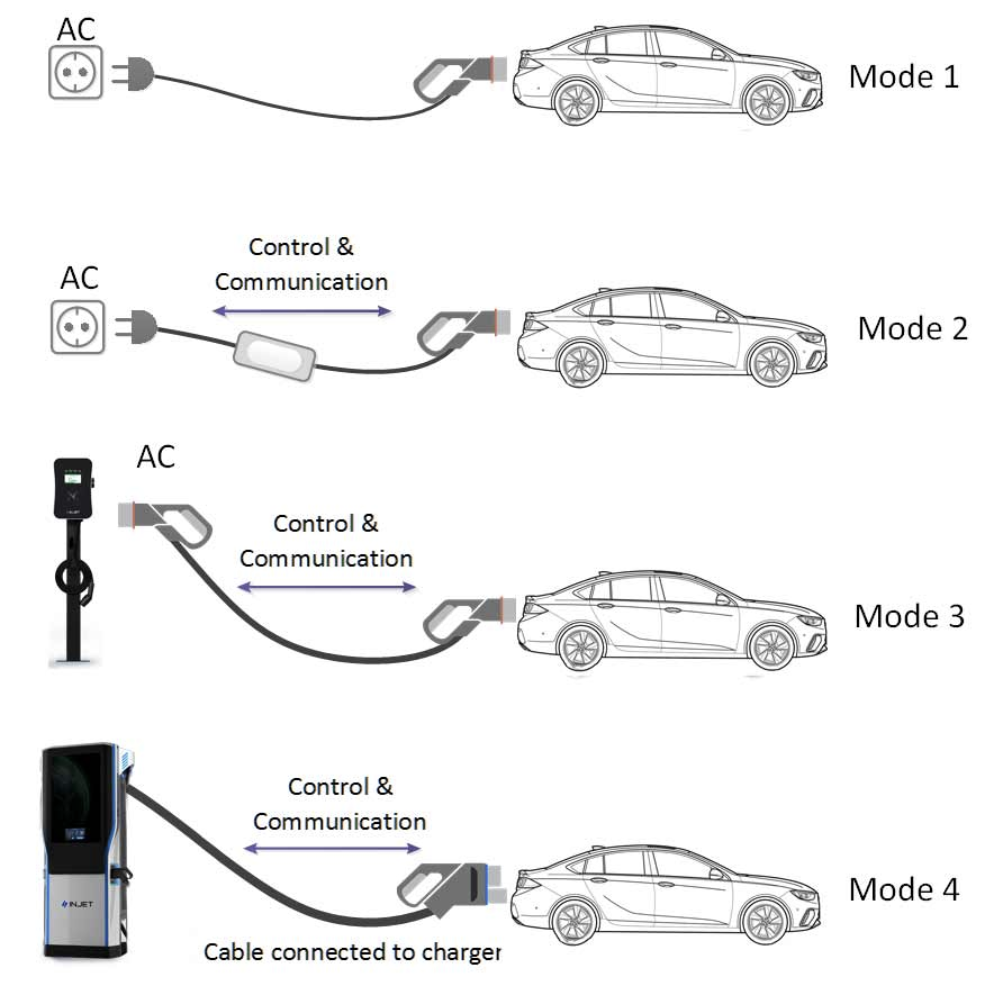 AC
Mode 1
Control &
Communication
AC
Mode 2
AC
Control &
Communication
Mode 3
Control &
Communication
INJET
Mode 4
Cable connected to charger